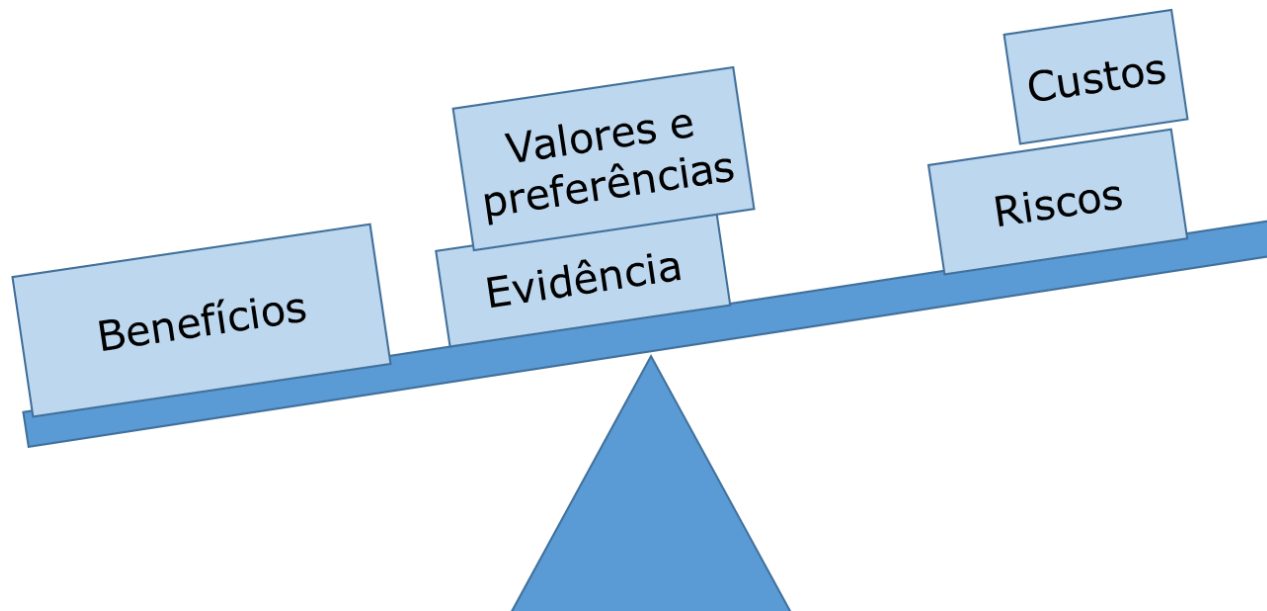 Benefícios
Valores e
preferências
Evidência
Custos
Riscos